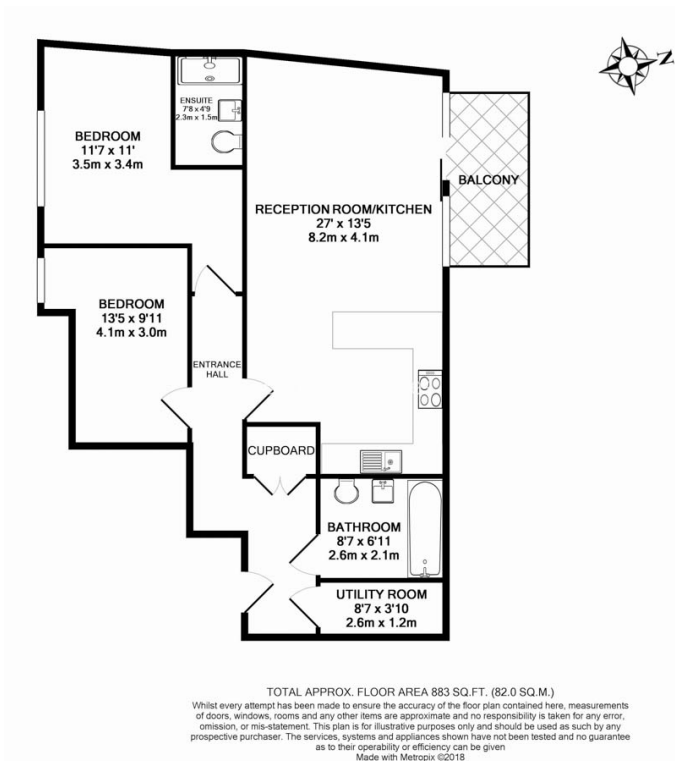 N
ENSUITE
7'8 x 4'9
2.3m x 1.5m
BEDROOM
11'7 x 11'
3.5m x 3.4m
BALCONY
RECEPTION ROOM/KITCHEN
27' x 13'5
8.2m x 4.1m
BEDROOM
13'5 x 9'11
4.1m x 3.0m
ENTRANCE
HALL
CUPBOARD
BATHROOM
8'7 x 6'11
2.6m x 2.1m
UTILITY ROOM
8'7 x 3'10
2.6m x 1.2m
TOTAL APPROX. FLOOR AREA 883 SQ.FT. (82.0 SQ.M.)
Whilst every attempt has been made to ensure the accuracy of the floor plan contained here, measurements
of doors, windows, rooms and any other items are approximate and no responsibility is taken for any error,
omission, or mis-statement. This plan is for illustrative purposes only and should be used as such by any
prospective purchaser. The services, systems and appliances shown have not been tested and no guarantee
as to their operability or efficiency can be given
Made with Metropix ©2018